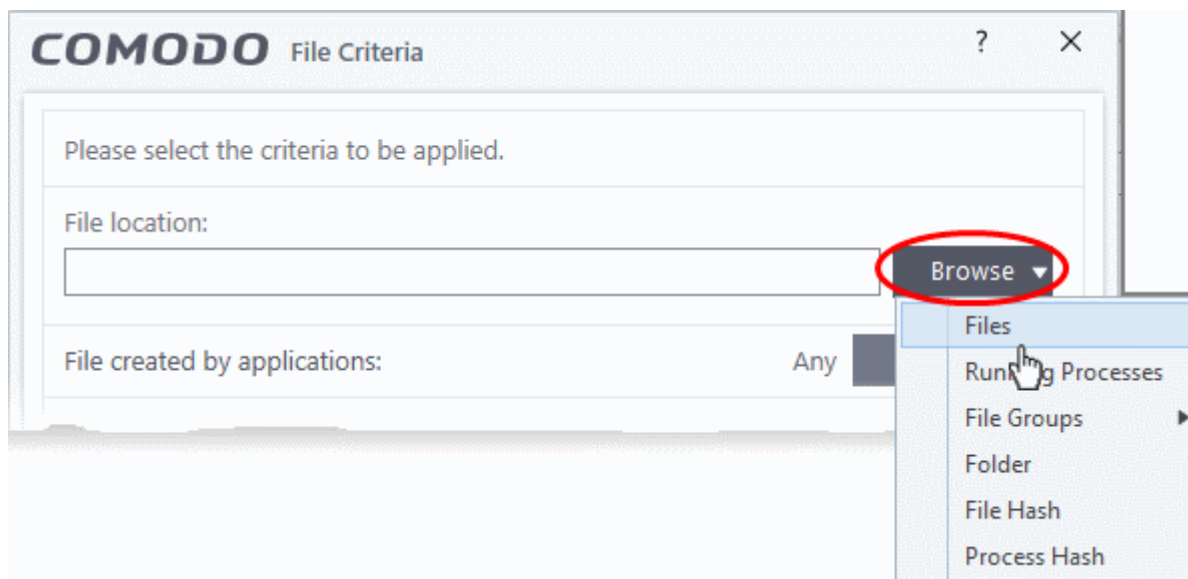 COMODO File Criteria ?
Please select the criteria to be applied.
File location:
Browse
Files
File created by applications: Any
Running Processes
File Groups
Folder
File Hash
Process Hash